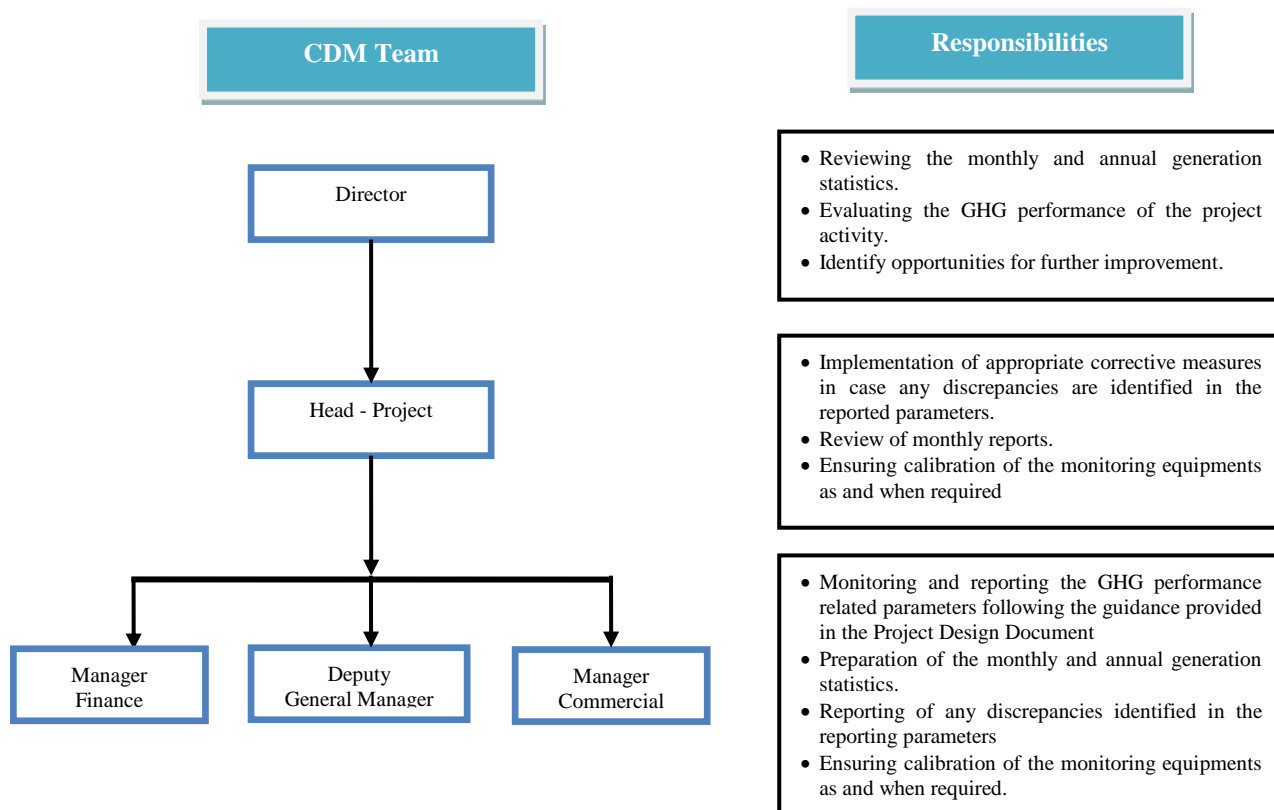 CDM Team
Responsibilities
Director
• Reviewing the monthly and annual generation
statistics.
• Evaluating the GHG performance of the project
activity.
• Identify opportunities for further improvement.
Head - Project
• Implementation of appropriate corrective measures
in case any discrepancies are identified in the
reported parameters.
• Review of monthly reports.
• Ensuring calibration of the monitoring equipments
as and when required
Manager
Finance
Deputy
General Manager
Manager
Commercial
• Monitoring and reporting the GHG performance
related parameters following the guidance provided
in the Project Design Document
• Preparation of the monthly and annual generation
statistics.
• Reporting of any discrepancies identified in the
reporting parameters
• Ensuring calibration of the monitoring equipments
as and when required.